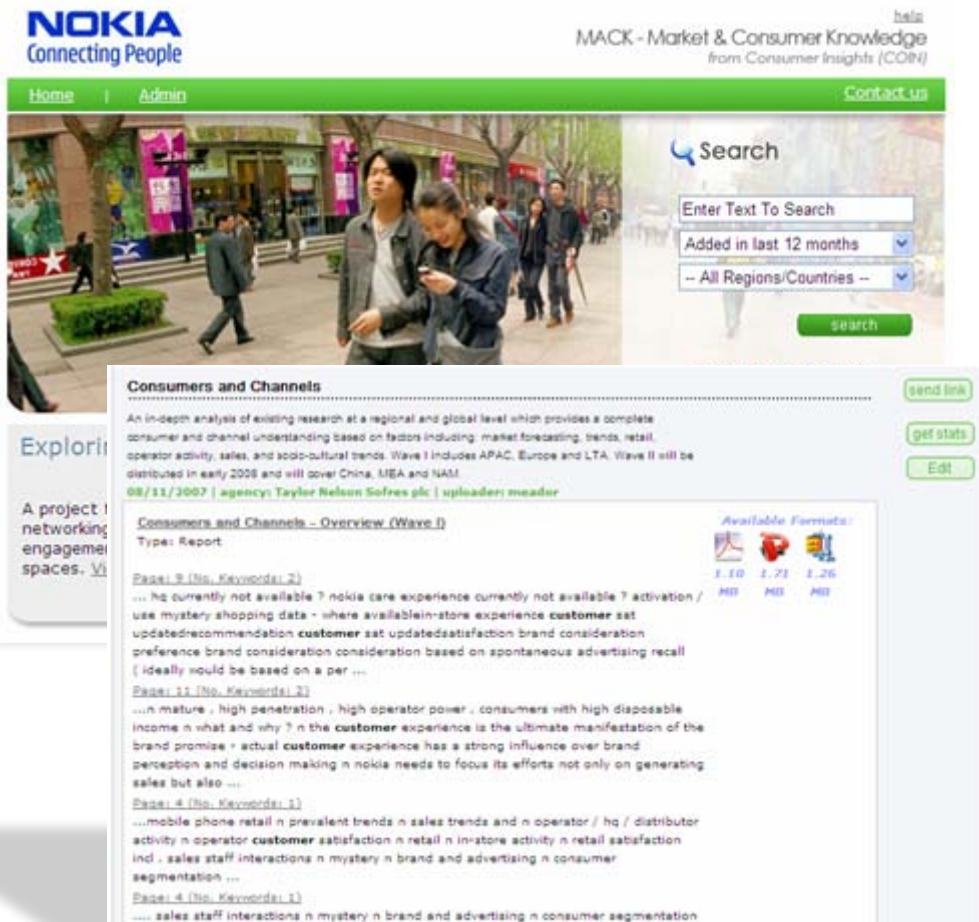 NOKIA
Connecting People
help
MACK - Market & Consumer Knowledge
from Consumer Insights (COIN)
Home | Admin
Contact us
Search
Enter Text To Search
Added in last 12 months
-- All Regions/Countries --
search
Explorin
A project
networking
engagemen
spaces. Vi
Consumers and Channels
send link
get stats
Edit
An in-depth analysis of existing research at a regional and global level which provides a complete
consumer and channel understanding based on factors including: market forecasting, trends, retail,
operator activity, sales, and socio-cultural trends. Wave I includes APAC, Europe and LTA. Wave II will be
distributed in early 2008 and will cover China, MEA and NAM.
08/11/2007 | agency: Taylor Nelson Sofres plc | uploader: meador
Consumers and Channels - Overview (Wave I)
Type: Report
Available Formats:
1.10 MB
1.71 MB
1.26 MB
Page: 9 (No. Keywords: 2)
... hq currently not available ? nokia care experience currently not available ? activation /
use mystery shopping data - where availablein-store experience customer sat
updatedrecommendation customer sat updatedsatisfaction brand consideration
preference brand consideration consideration based on spontaneous advertising recall
( ideally would be based on a per ...
Page: 11 (No. Keywords: 2)
...n mature , high penetration , high operator power , consumers with high disposable
income n what and why ? n the customer experience is the ultimate manifestation of the
brand promise - actual customer experience has a strong influence over brand
perception and decision making n nokia needs to focus its efforts not only on generating
sales but also ...
Page: 4 (No. Keywords: 1)
...mobile phone retail n prevalent trends n sales trends and n operator / hq / distributor
activity n operator customer satisfaction n retail n in-store activity n retail satisfaction
incl . sales staff interactions n mystery n brand and advertising n consumer
segmentation ...
Page: 4 (No. Keywords: 1)
.... sales staff interactions n mystery n brand and advertising n consumer segmentation